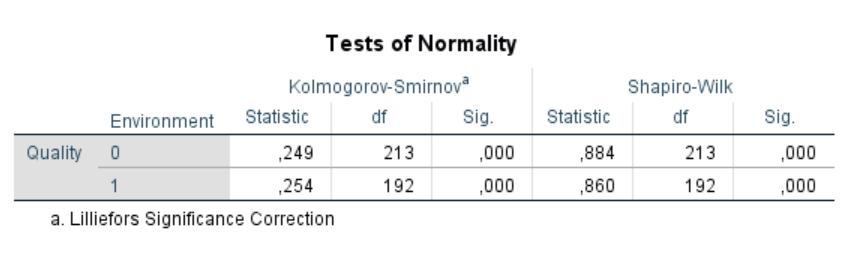 Tests of Normality
Kolmogorov-Smirnovᵃ Shapiro-Wilk
Environment Statistic df Sig. Statistic df Sig.
Quality 0 ,249 213 ,000 ,884 213 ,000
1 ,254 192 ,000 ,860 192 ,000
a. Lilliefors Significance Correction